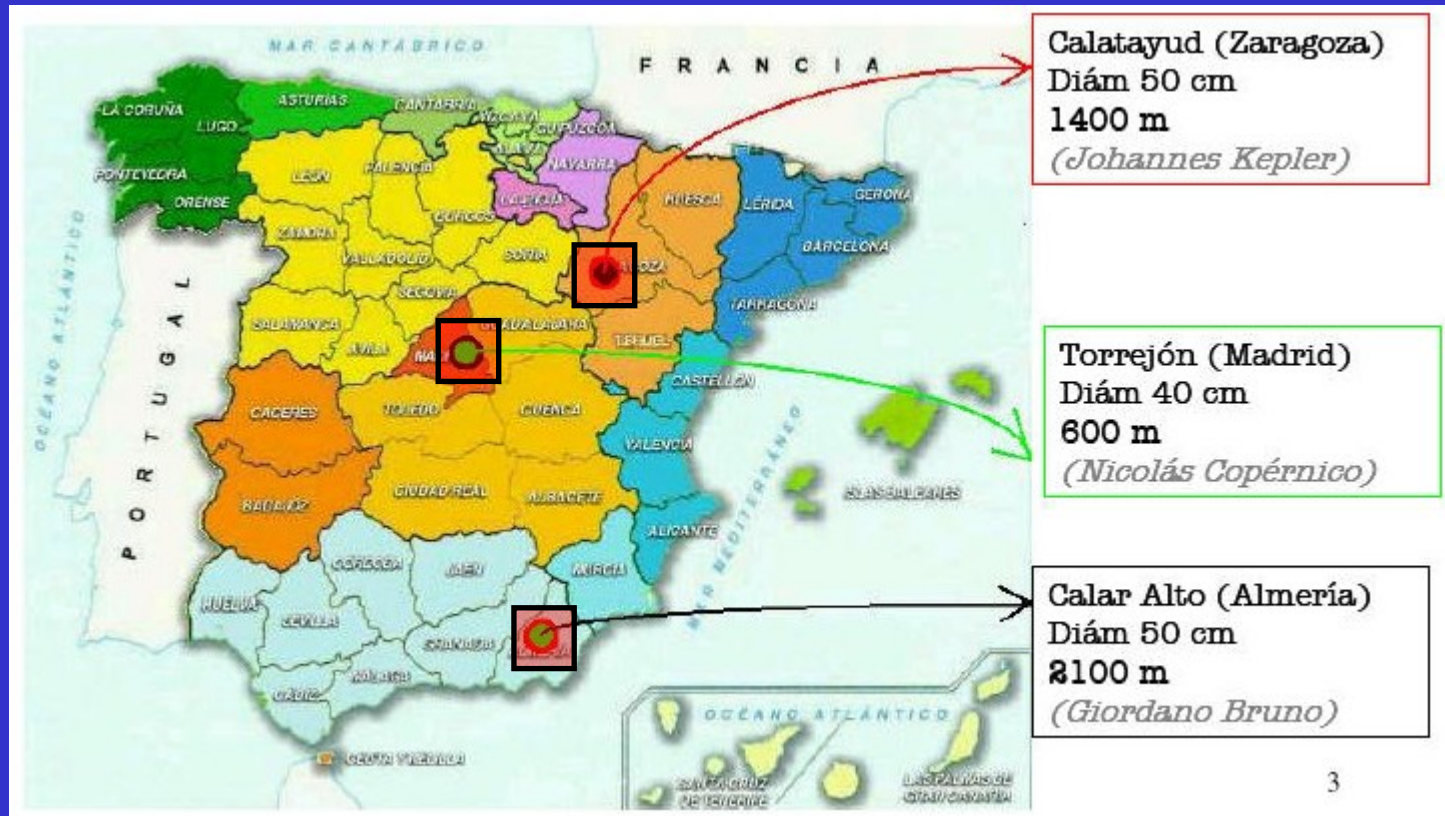 MAR CANTÁBRICO
FRANCIA
LA CORUÑA
LUGO
ASTURIAS
CANTABRIA
VIZCAYA
GUIPÚZCOA
ALAVA
NAVARRA
PONTEVEDRA
ORENSE
LEÓN
PALENCIA
BURGOS
LA RIOJA
HUESCA
LÉRIDA
GERONA
BARCELONA
ZAMORA
VALLADOLID
SORIA
TARRAGONA
SEGOVIA
SALAMANCA
ÁVILA
GUADALAJARA
TERUEL
CASTELLÓN
OCÉANO ATLÁNTICO
PORTUGAL
CÁCERES
TOLEDO
CUENCA
VALENCIA
MAR MEDITERRÁNEO
ISLAS BALEARES
BADAJOZ
CIUDAD REAL
ALBACETE
ALICANTE
CÓRDOBA
JAÉN
MURCIA
HUELVA
SEVILLA
GRANADA
MÁLAGA
CÁDIZ
CEUTA Y MELILLA
OCÉANO ATLÁNTICO
SANTA CRUZ
DE TENERIFE
LAS PALMAS DE
GRAN CANARIA
Calatayud (Zaragoza)
Diám 50 cm
1400 m
(Johannes Kepler)
Torrejón (Madrid)
Diám 40 cm
600 m
(Nicolás Copérnico)
Calar Alto (Almería)
Diám 50 cm
2100 m
(Giordano Bruno)
3